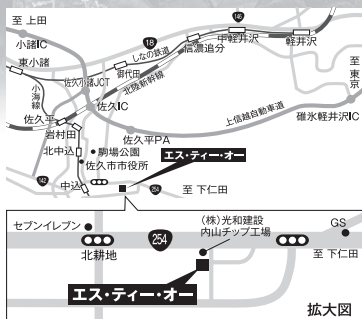 至 上田
小諸IC
146
18
しなの鉄道
信濃追分
中軽井沢
軽井沢
東小諸
佐久小諸JCT
御代田
北陸新幹線
至 東京
小海線
佐久IC
上信越自動車道
碓氷軽井沢IC
佐久平
佐久平PA
岩村田
駒場公園
北中込
佐久市市役所
エス・ティー・オー
142
中込
254
至 下仁田
セブンイレブン
254
(株)光和建設
内山チップ工場
GS
北耕地
至 下仁田
エス・ティー・オー
拡大図